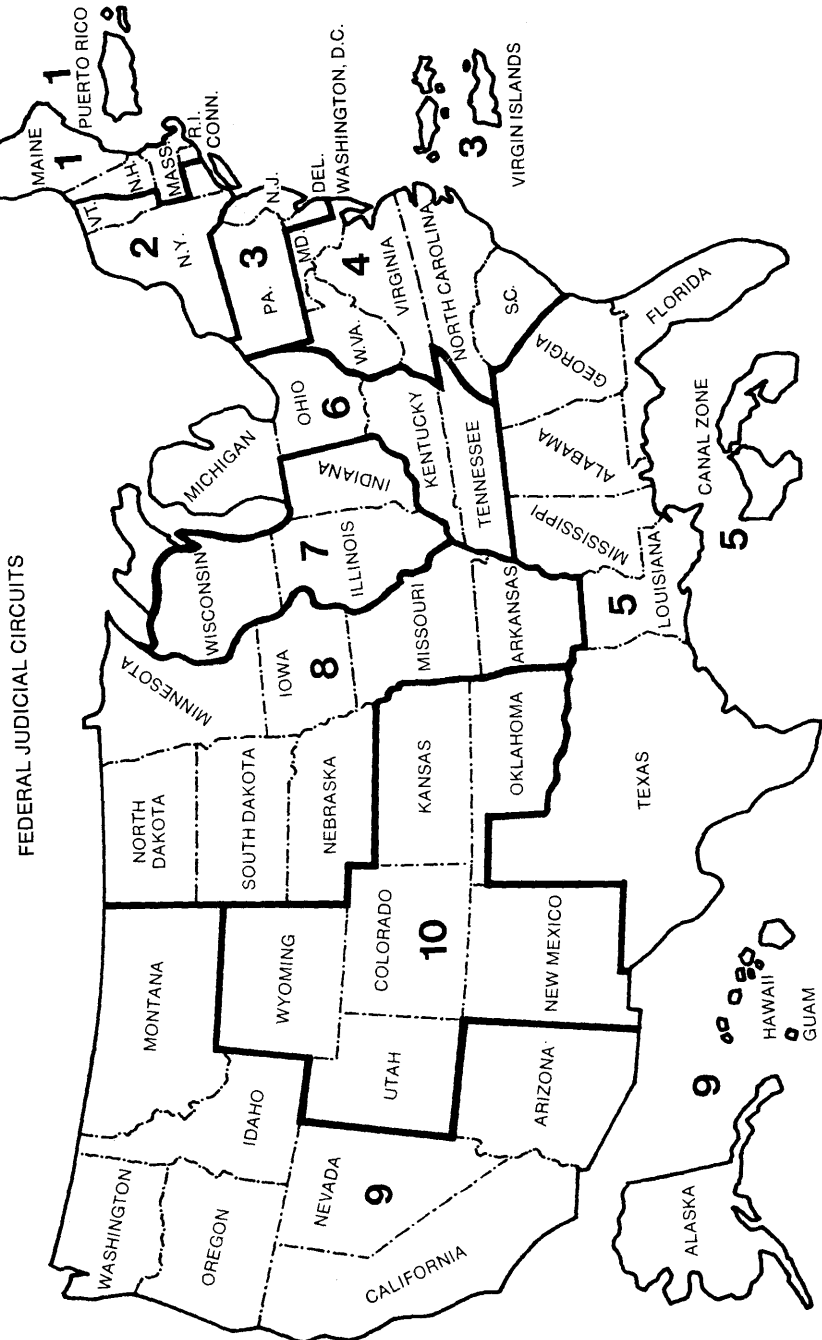 FEDERAL JUDICIAL CIRCUITS
WASHINGTON
OREGON
CALIFORNIA
NEVADA
9
IDAHO
MONTANA
WYOMING
UTAH
ARIZONA
COLORADO
10
NEW MEXICO
NORTH
DAKOTA
SOUTH DAKOTA
NEBRASKA
KANSAS
OKLAHOMA
TEXAS
MINNESOTA
IOWA
8
MISSOURI
ARKANSAS
5
LOUISIANA
WISCONSIN
7
ILLINOIS
INDIANA
MICHIGAN
OHIO
6
KENTUCKY
TENNESSEE
MISSISSIPPI
ALABAMA
GEORGIA
FLORIDA
MAINE
1
N.H.
MASS.
R.I.
CONN.
VT.
2
N.Y.
3
PA.
N.J.
DEL.
WASHINGTON, D.C.
MD.
4
W.VA.
VIRGINIA
NORTH CAROLINA
S.C.
1
PUERTO RICO
3
VIRGIN ISLANDS
CANAL ZONE
5
9
ALASKA
HAWAII
GUAM